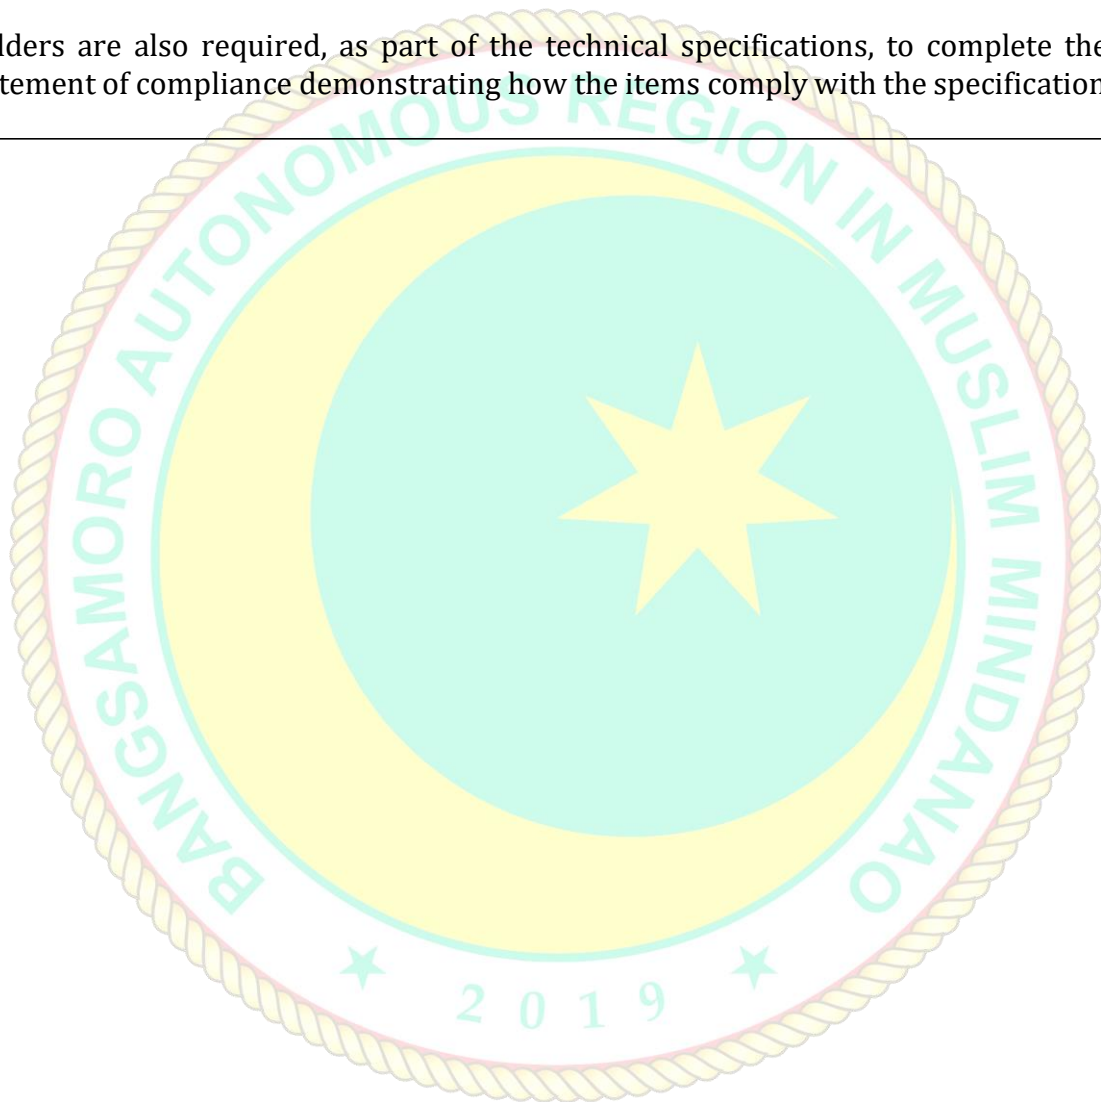 lders are also required, as part of the technical specifications, to complete the
tement of compliance demonstrating how the items comply with the specification
BANGSAMORO AUTONOMOUS REGION IN MUSLIM MINDANAO
2019